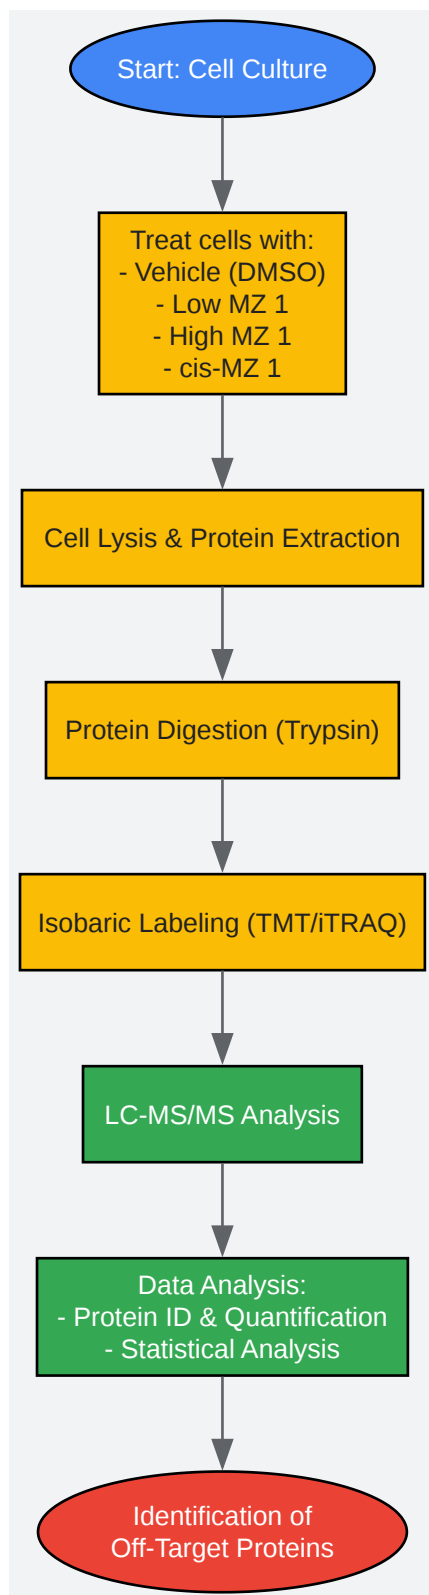 Start: Cell Culture
Treat cells with:
- Vehicle (DMSO)
- Low MZ 1
- High MZ 1
- cis-MZ 1
Cell Lysis & Protein Extraction
Protein Digestion (Trypsin)
Isobaric Labeling (TMT/iTRAQ)
LC-MS/MS Analysis
Data Analysis:
- Protein ID & Quantification
- Statistical Analysis
Identification of
Off-Target Proteins